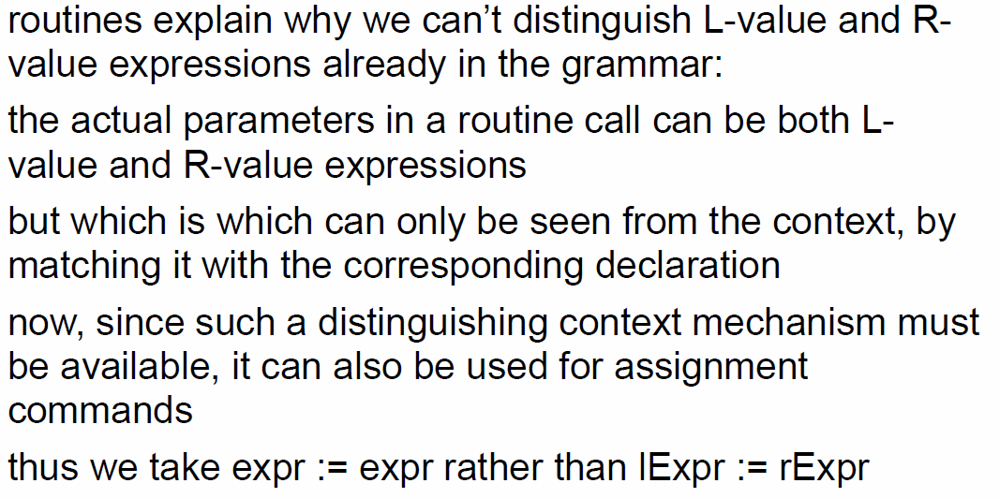 routines explain why we can’t distinguish L-value and R-
value expressions already in the grammar:
the actual parameters in a routine call can be both L-
value and R-value expressions
but which is which can only be seen from the context, by
matching it with the corresponding declaration
now, since such a distinguishing context mechanism must
be available, it can also be used for assignment
commands
thus we take expr := expr rather than lExpr := rExpr